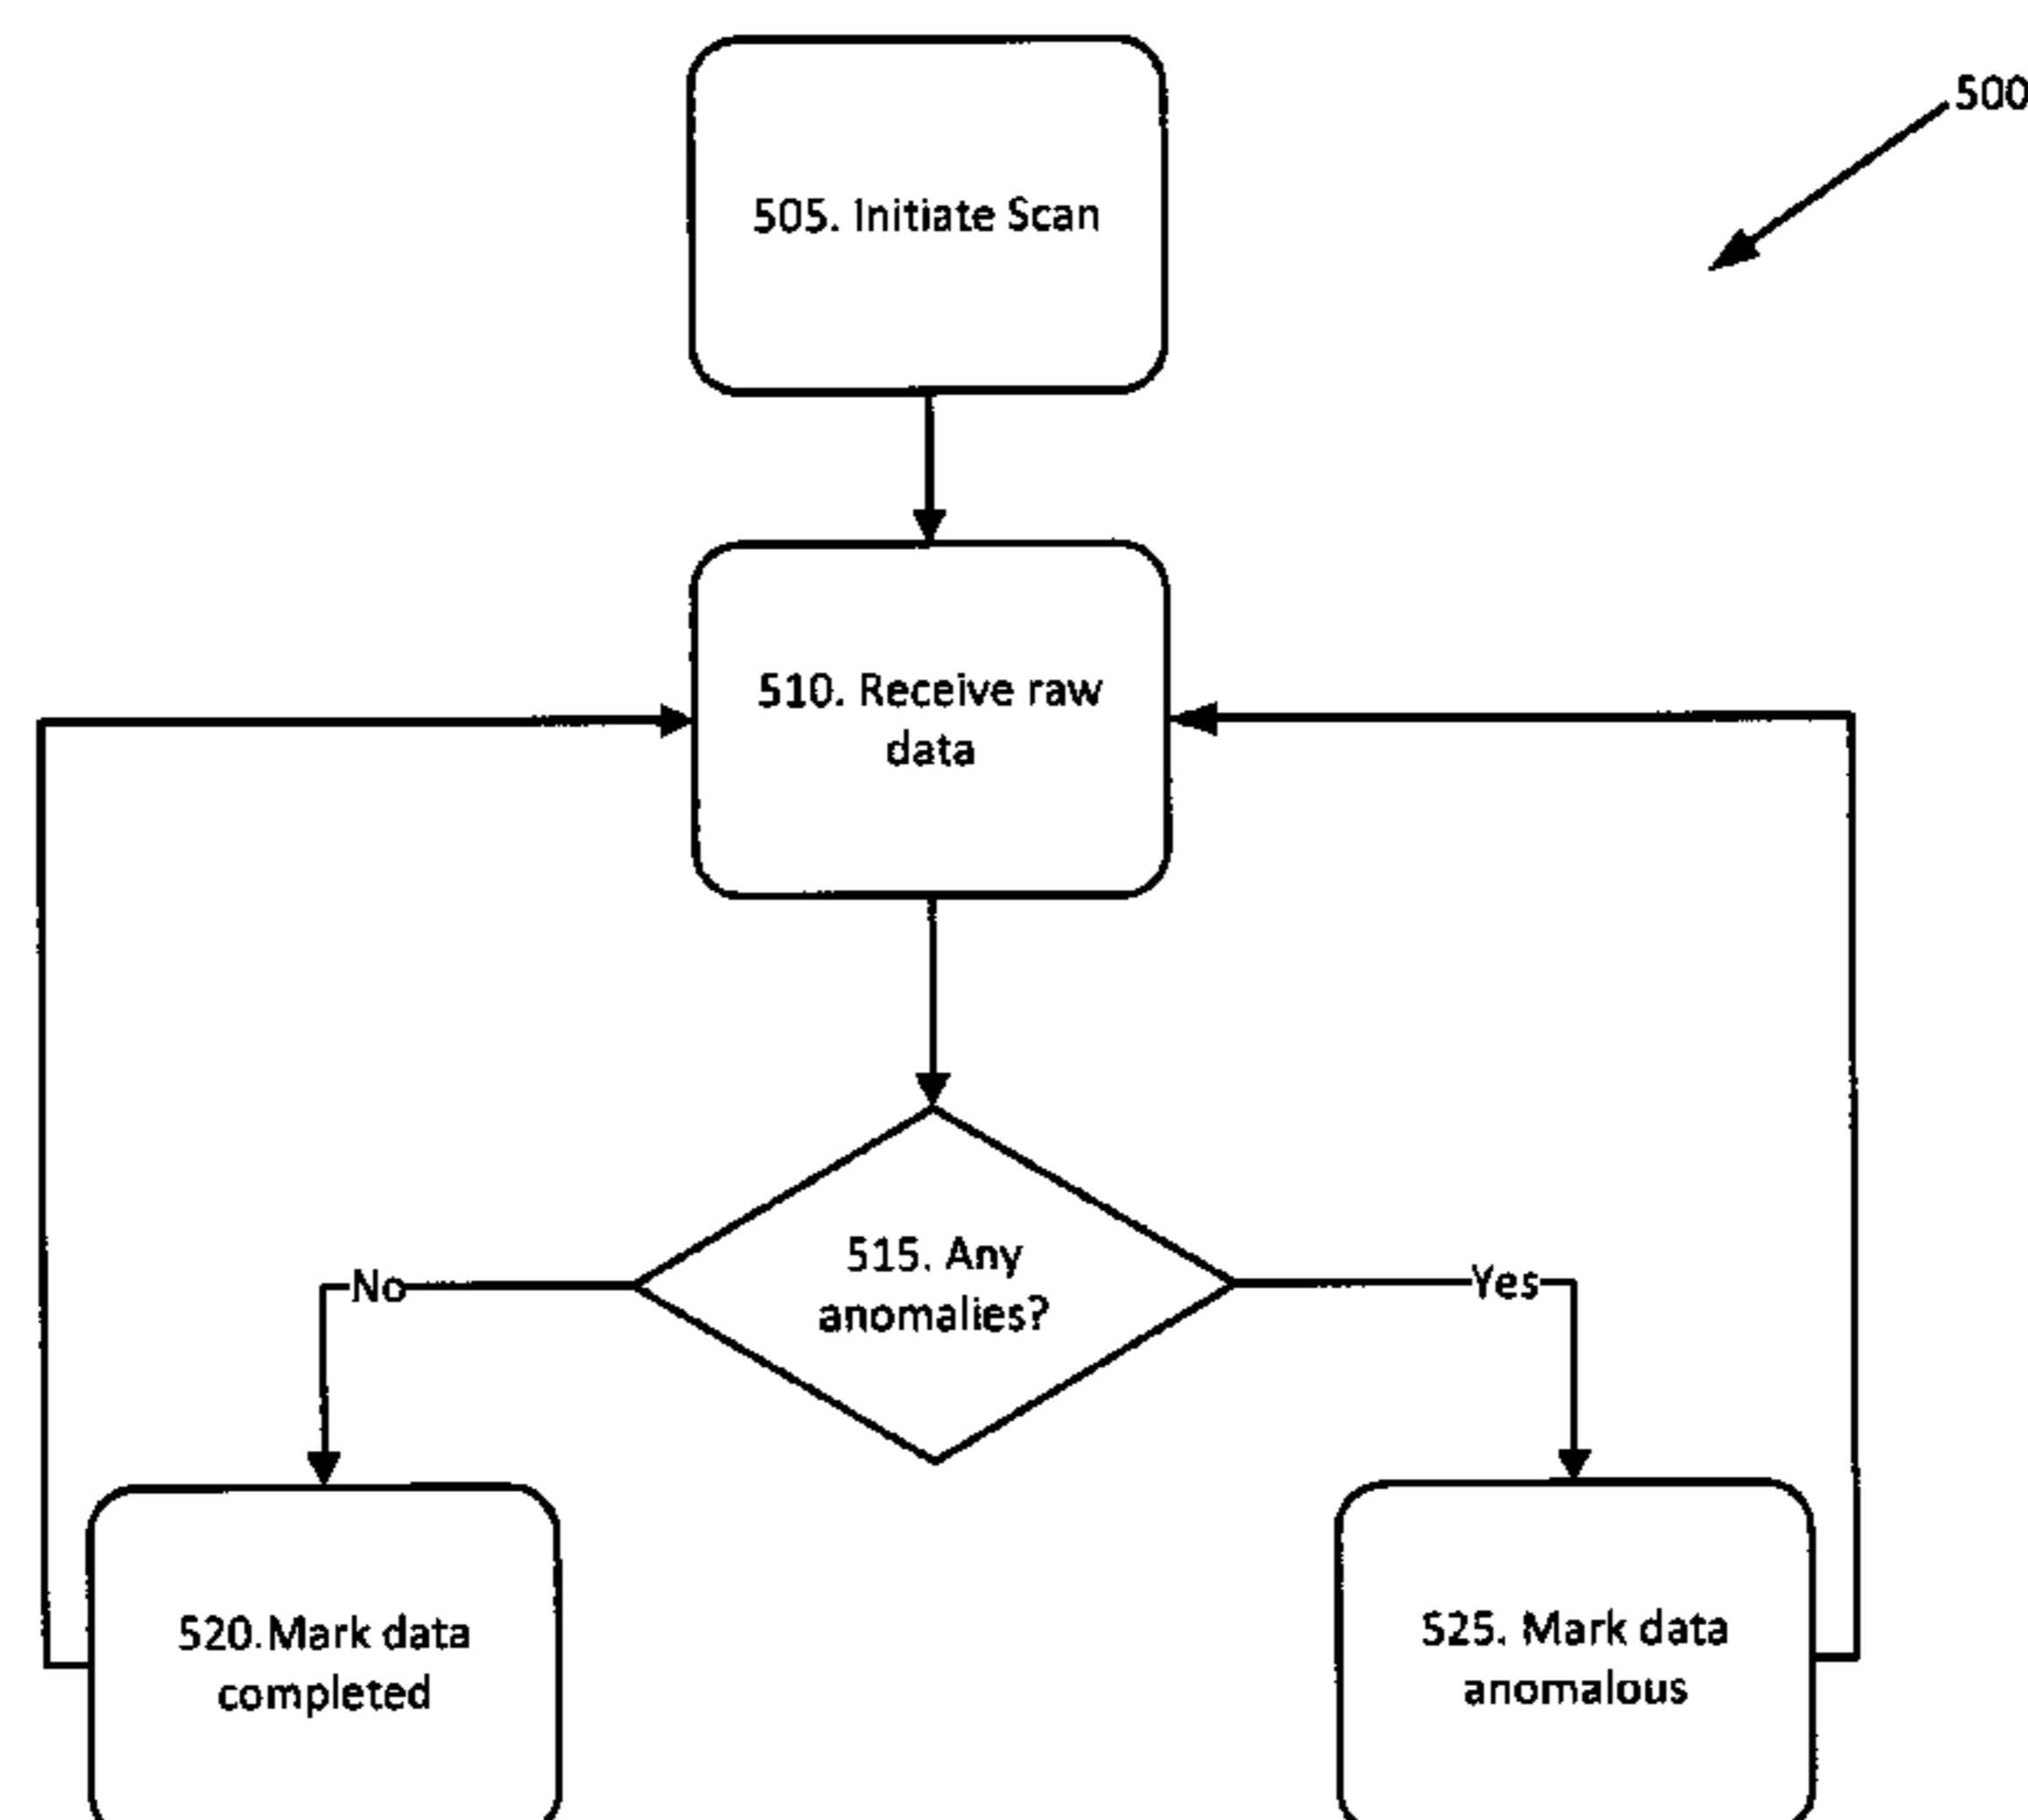 500
505. Initiate Scan
510. Receive raw
data
515. Any
anomalies?
No
Yes
520.Mark data
completed
525. Mark data
anomalous